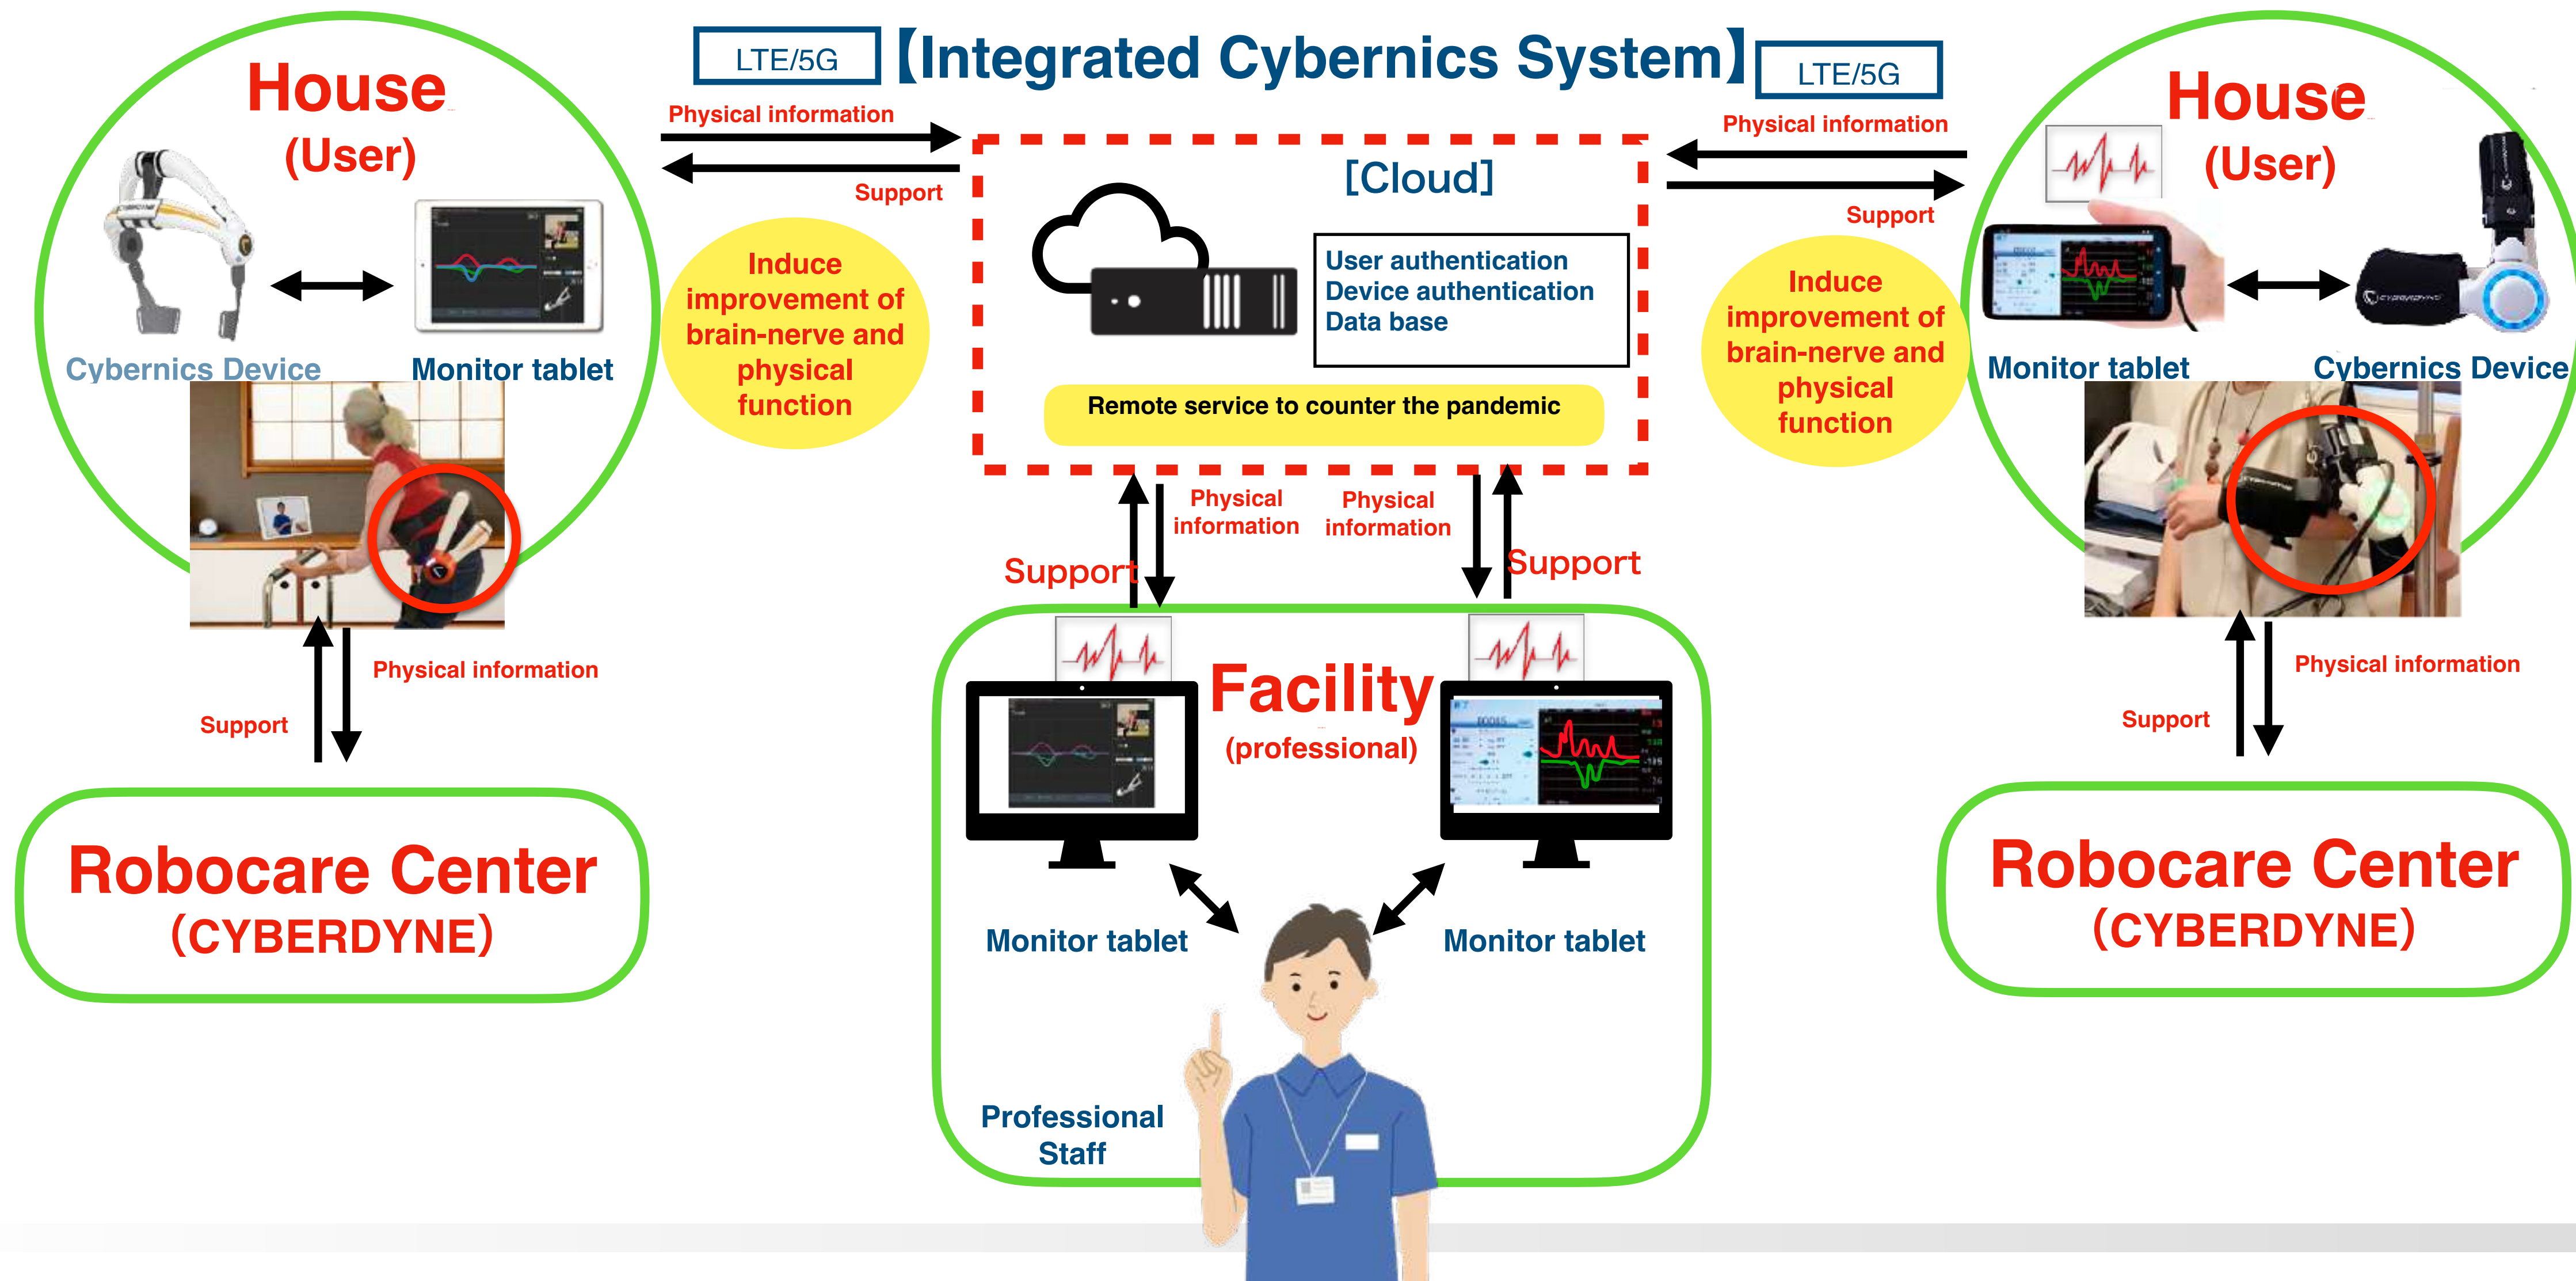 LTE/5G
【Integrated Cybernics System】
LTE/5G
House
(User)
Cybernics Device
Monitor tablet
Physical information
Support
Induce
improvement of
brain-nerve and
physical
function
[Cloud]
User authentication
Device authentication
Data base
Remote service to counter the pandemic
Physical information
Support
Induce
improvement of
brain-nerve and
physical
function
House
(User)
Monitor tablet
Cybernics Device
CYBERDYNE
Physical
information
Physical
information
Support
Support
Physical information
Support
Robocare Center
（CYBERDYNE）
Facility
(professional)
Monitor tablet
Monitor tablet
Professional
Staff
Physical information
Support
Robocare Center
（CYBERDYNE）